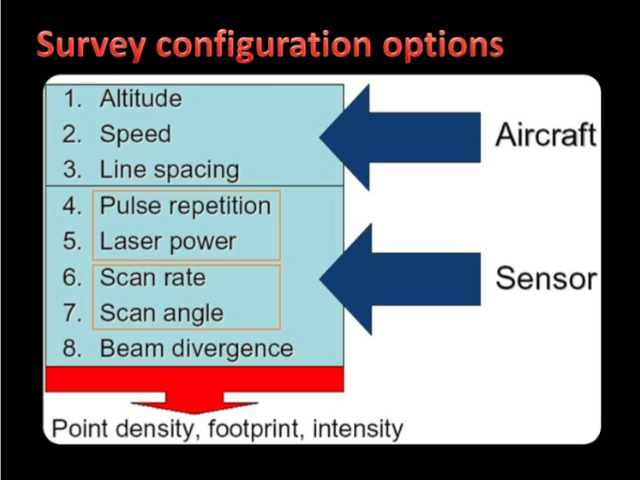 Survey configuration options
1. Altitude
2. Speed
3. Line spacing
Aircraft
4. Pulse repetition
5. Laser power
6. Scan rate
7. Scan angle
8. Beam divergence
Sensor
Point density, footprint, intensity